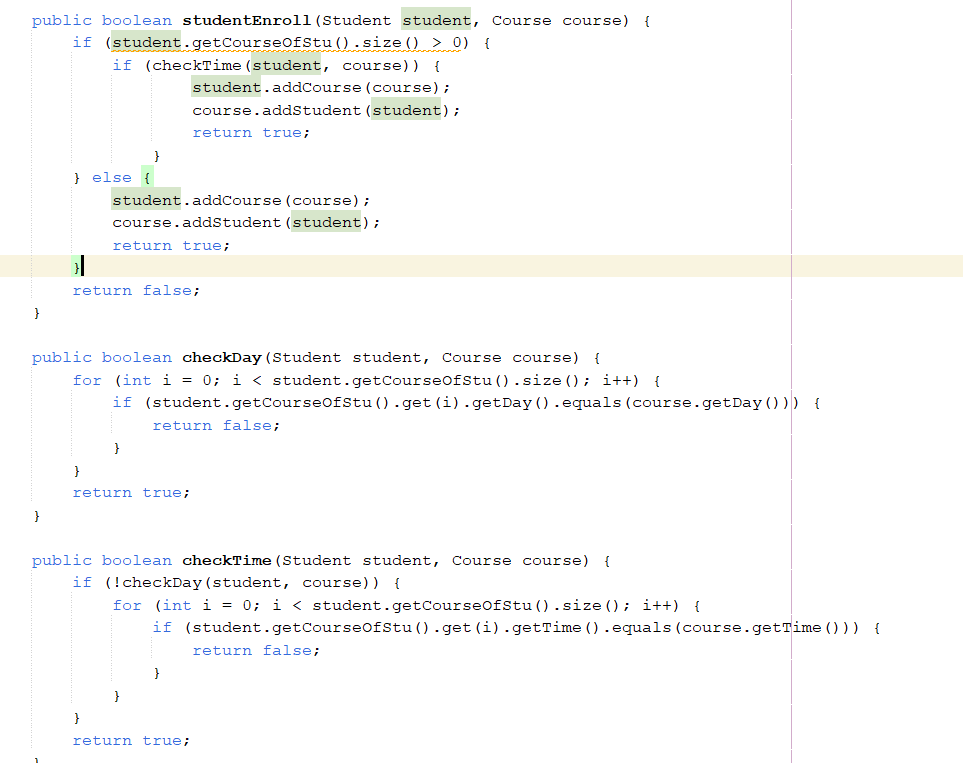 public boolean studentEnroll(Student student, Course course) {
    if (student.getCourseOfStu().size() > 0) {
        if (checkTime(student, course)) {
                student.addCourse(course);
                course.addStudent(student);
                return true;
            }
    } else {
        student.addCourse(course);
        course.addStudent(student);
        return true;
    }
    return false;
}

public boolean checkDay(Student student, Course course) {
    for (int i = 0; i < student.getCourseOfStu().size(); i++) {
        if (student.getCourseOfStu().get(i).getDay().equals(course.getDay())) {
            return false;
        }
    }
    return true;
}

public boolean checkTime(Student student, Course course) {
    if (!checkDay(student, course)) {
        for (int i = 0; i < student.getCourseOfStu().size(); i++) {
            if (student.getCourseOfStu().get(i).getTime().equals(course.getTime())) {
                return false;
            }
        }
    }
    return true;
}